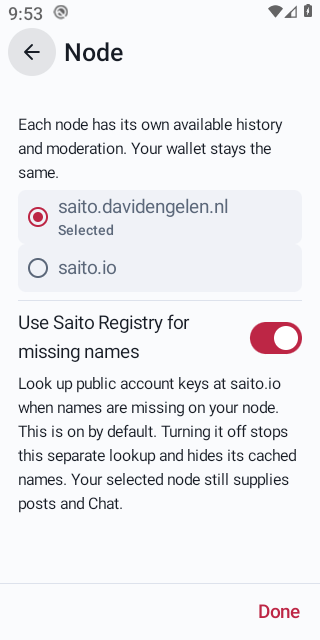 9:53
Node
Each node has its own available history
and moderation. Your wallet stays the
same.
saito.davidengelen.nl
Selected
saito.io
Use Saito Registry for
missing names
Look up public account keys at saito.io
when names are missing on your node.
This is on by default. Turning it off stops
this separate lookup and hides its cached
names. Your selected node still supplies
posts and Chat.
Done